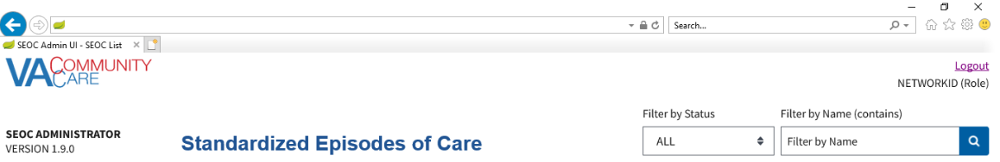 Search...
SEOC Admin UI - SEOC List
VA COMMUNITY CARE
Logout
NETWORKID (Role)
Filter by Status
Filter by Name (contains)
SEOC ADMINISTRATOR
VERSION 1.9.0
Standardized Episodes of Care
ALL
Filter by Name